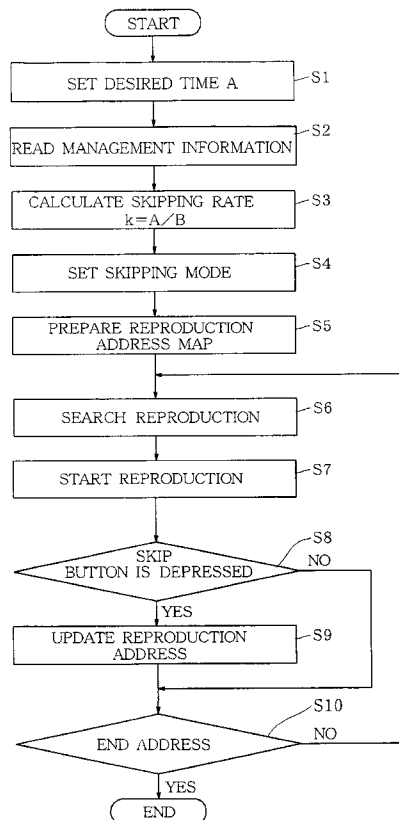 START
SET DESIRED TIME A
S1
READ MANAGEMENT INFORMATION
S2
CALCULATE SKIPPING RATE
k=A/B
S3
SET SKIPPING MODE
S4
PREPARE REPRODUCTION
ADDRESS MAP
S5
SEARCH REPRODUCTION
S6
START REPRODUCTION
S7
SKIP
BUTTON IS DEPRESSED
S8
NO
YES
UPDATE REPRODUCTION
ADDRESS
S9
END ADDRESS
S10
NO
YES
END